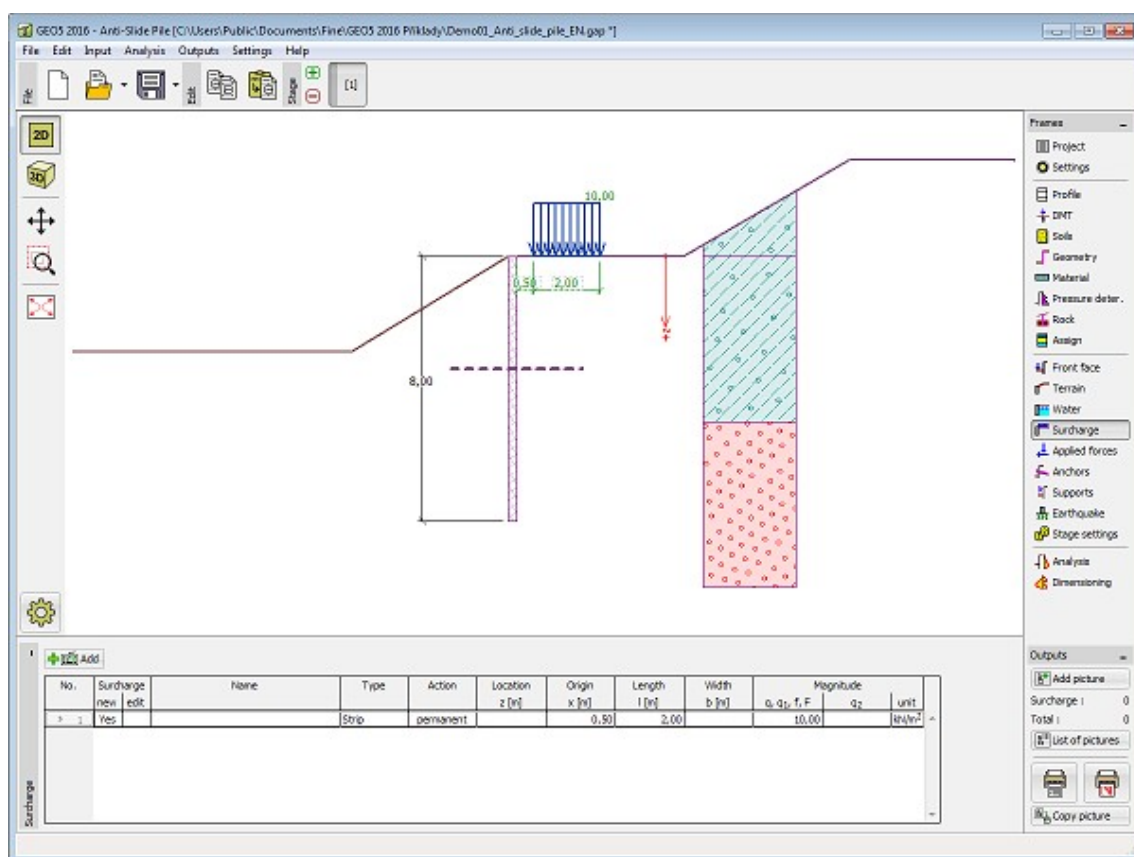 GEO5 2016 - Anti-Slide Pile [C:\Users\Public\Documents\Fine\GEO5 2016 Příklady\Demo01_Anti_slide_pile_EN.gap *]
File Edit Input Analysis Outputs Settings Help
File
Edit
Stage
[1]
2D
3D
10,00
0,50 2,00
+z
8,00
Frames
Project
Settings
Profile
DMT
Soils
Geometry
Material
Pressure deter.
Rock
Assign
Front face
Terrain
Water
Surcharge
Applied forces
Anchors
Supports
Earthquake
Stage settings
Analysis
Dimensioning
Outputs
Add picture
Surcharge : 0
Total : 0
List of pictures
Copy picture
Surcharge
Add
No. Surcharge Name Type Action Location Origin Length Width Magnitude
new edit z [m] x [m] l [m] b [m] q, q1, f, F q2 unit
1 Yes Strip permanent 0,50 2,00 10,00 kN/m²